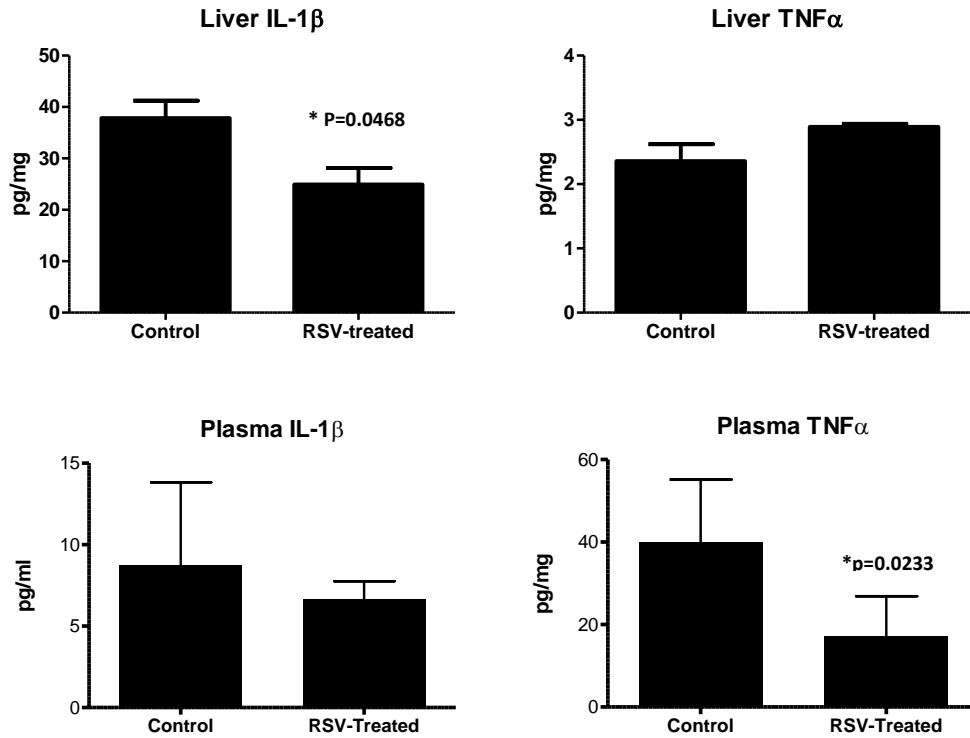 Liver IL-1β
50
40
30
20
10
0
pg/mg
* P=0.0468
Control
RSV-treated
Liver TNFα
4
3
2
1
0
pg/mg
Control
RSV-treated
Plasma IL-1β
15
10
5
0
pg/ml
Control
RSV-Treated
Plasma TNFα
60
40
20
0
pg/mg
*p=0.0233
Control
RSV-Treated